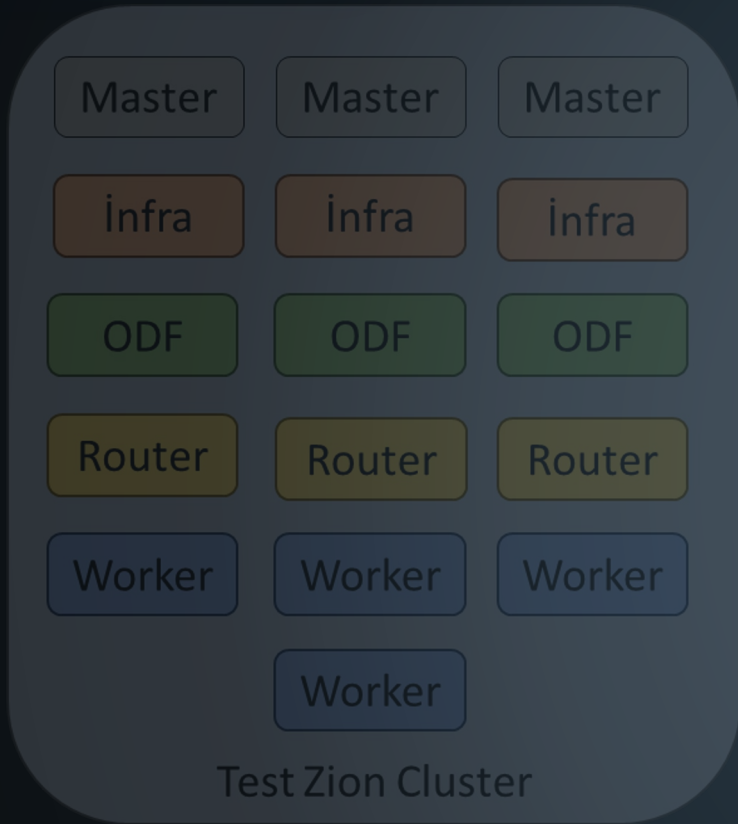 Master Master Master
İnfra İnfra İnfra
ODF ODF ODF
Router Router Router
Worker Worker Worker
Worker
Test Zion Cluster